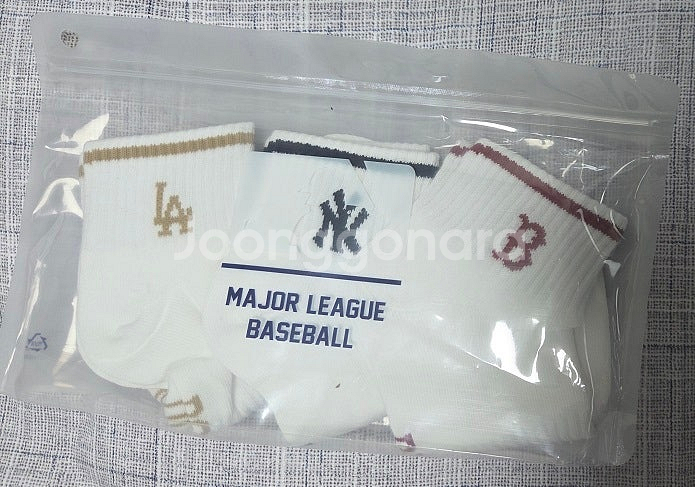 LA
NY
B
Joonggonara
MAJOR LEAGUE
BASEBALL